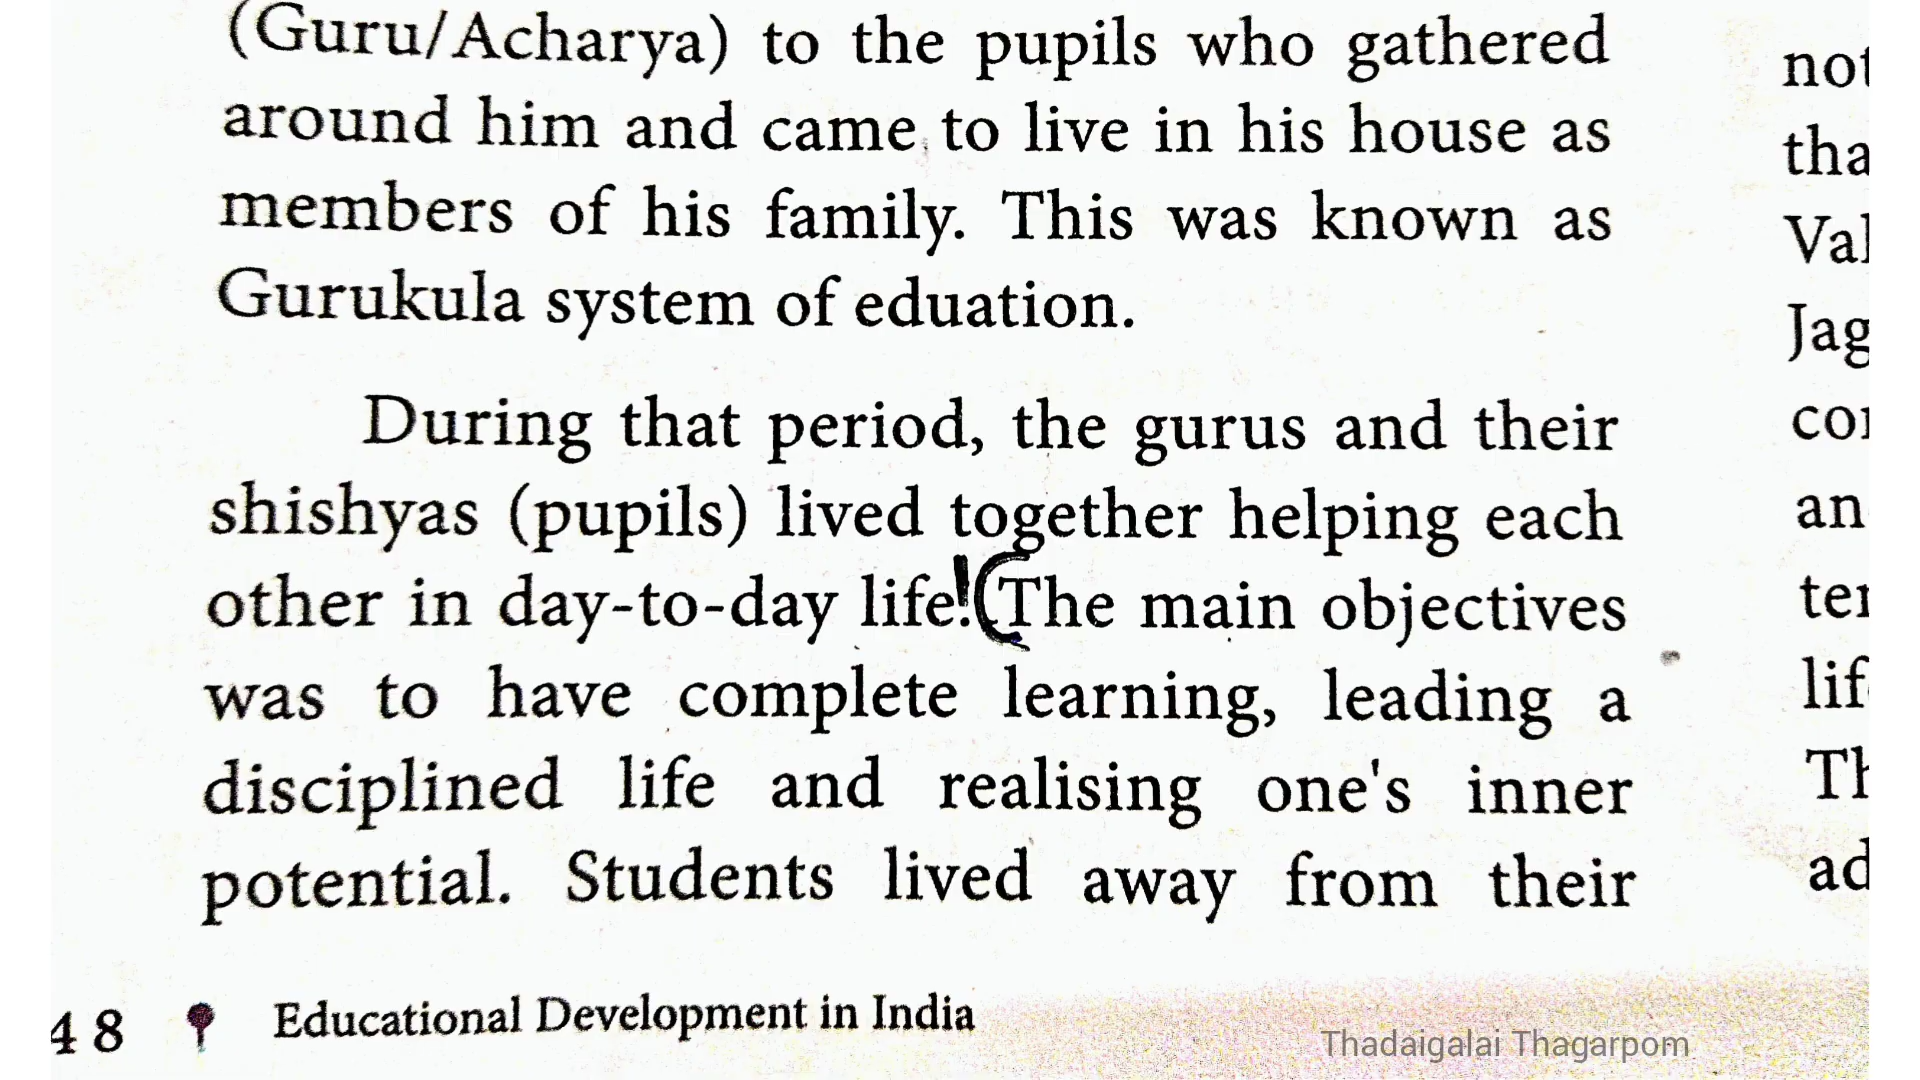 (Guru/Acharya) to the pupils who gathered
around him and came to live in his house as
members of his family. This was known as
Gurukula system of eduation.
During that period, the gurus and their
shishyas (pupils) lived together helping each
other in day-to-day life. (The main objectives
was to have complete learning, leading a
disciplined life and realising one's inner
potential. Students lived away from their
48 Educational Development in India
Thadaigalai Thagarpom